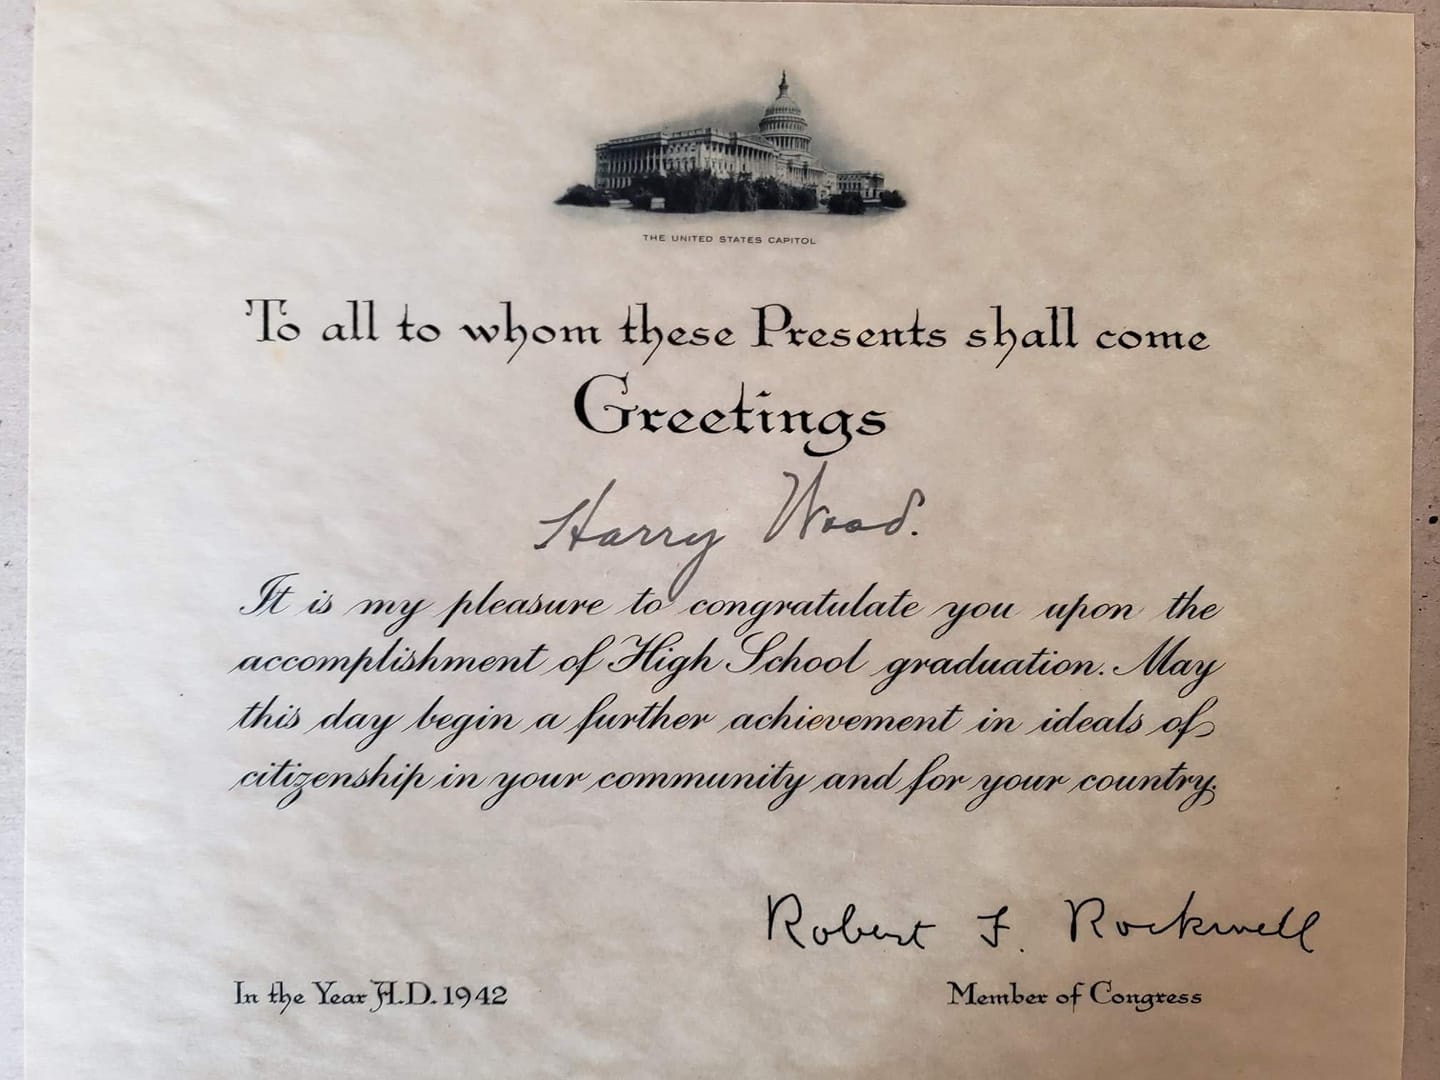 THE UNITED STATES CAPITOL
To all to whom these Presents shall come
Greetings
Harry Wood.
It is my pleasure to congratulate you upon the
accomplishment of High School graduation. May
this day begin a further achievement in ideals of
citizenship in your community and for your country.
Robert F. Rockwell
In the Year A.D. 1942 Member of Congress